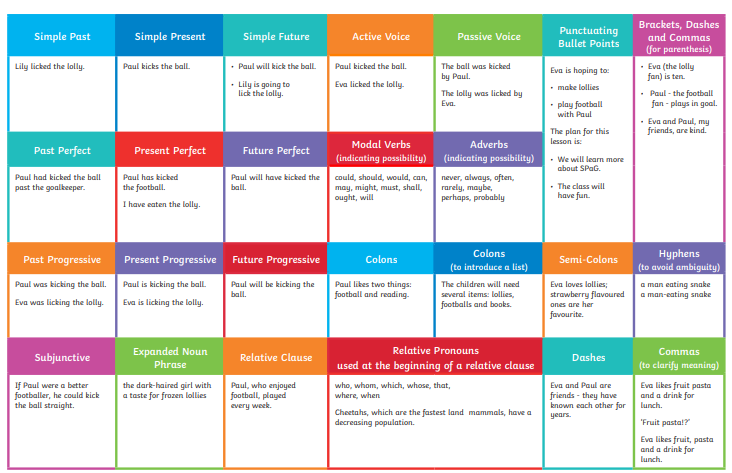 Simple Past
Lily licked the lolly.
Simple Present
Paul kicks the ball.
Simple Future
• Paul will kick the ball.
• Lily is going to
lick the lolly.
Active Voice
Paul kicked the ball.
Eva licked the lolly.
Passive Voice
The ball was kicked
by Paul.
The lolly was licked by
Eva.
Punctuating
Bullet Points
Eva is hoping to:
• make lollies
• play football
with Paul
The plan for this
lesson is:
• We will learn more
about SPaG.
• The class will
have fun.
Brackets, Dashes
and Commas
(for parenthesis)
• Eva (the lolly
fan) is ten.
• Paul - the football
fan - plays in goal.
• Eva and Paul, my
friends, are kind.
Past Perfect
Paul had kicked the ball
past the goalkeeper.
Present Perfect
Paul has kicked
the football.
I have eaten the lolly.
Future Perfect
Paul will have kicked the
ball.
Modal Verbs
(indicating possibility)
could, should, would, can,
may, might, must, shall,
ought, will
Adverbs
(indicating possibility)
never, always, often,
rarely, maybe,
perhaps, probably
Past Progressive
Paul was kicking the ball.
Eva was licking the lolly.
Present Progressive
Paul is kicking the ball.
Eva is licking the lolly.
Future Progressive
Paul will be kicking the
ball.
Colons
Paul likes two things:
football and reading.
Colons
(to introduce a list)
The children will need
several items: lollies,
footballs and books.
Semi-Colons
Eva loves lollies;
strawberry flavoured
ones are her
favourite.
Hyphens
(to avoid ambiguity)
a man eating snake
a man-eating snake
Subjunctive
If Paul were a better
footballer, he could kick
the ball straight.
Expanded Noun
Phrase
the dark-haired girl with
a taste for frozen lollies
Relative Clause
Paul, who enjoyed
football, played
every week.
Relative Pronouns
used at the beginning of a relative clause
who, whom, which, whose, that,
where, when
Cheetahs, which are the fastest land mammals, have a
decreasing population.
Dashes
Eva and Paul are
friends - they have
known each other for
years.
Commas
(to clarify meaning)
Eva likes fruit pasta
and a drink for
lunch.
'Fruit pasta!?'
Eva likes fruit, pasta
and a drink for
lunch.